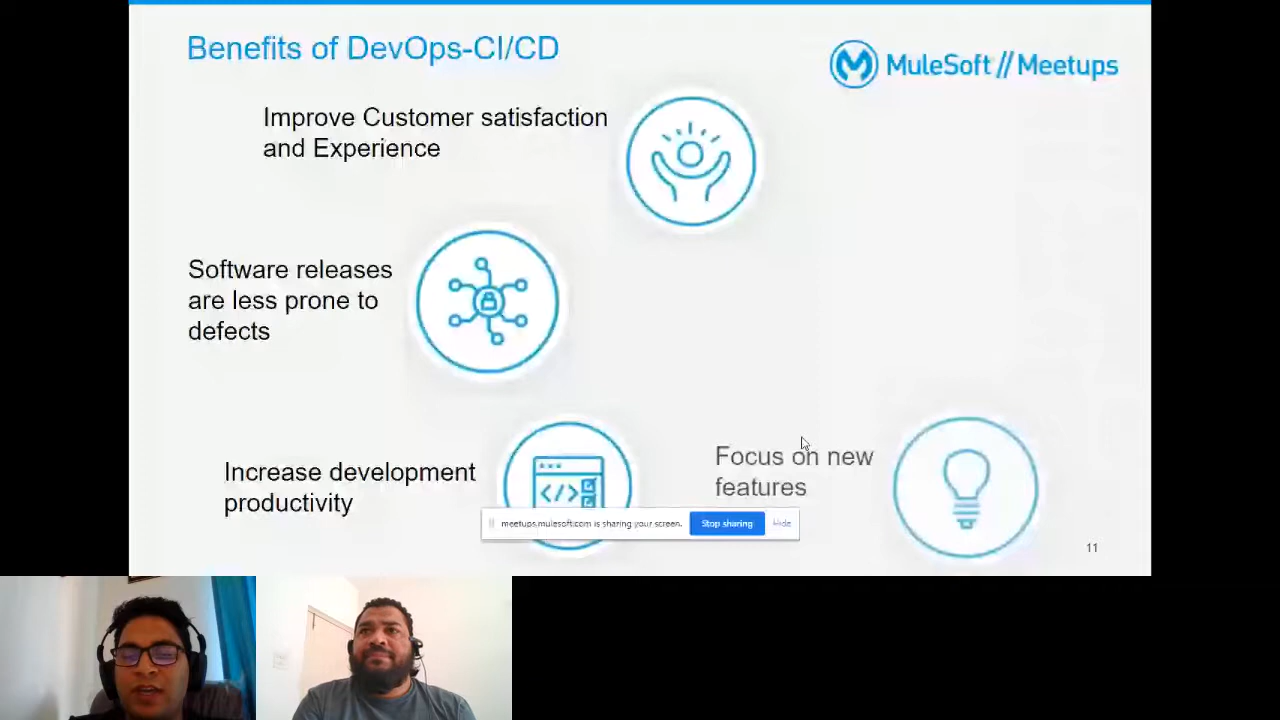 Benefits of DevOps-CI/CD
MuleSoft // Meetups
Improve Customer satisfaction
and Experience
Software releases
are less prone to
defects
Increase development
productivity
</>
Focus on new
features
meetups.mulesoft.com is sharing your screen.
Stop sharing
Hide
11